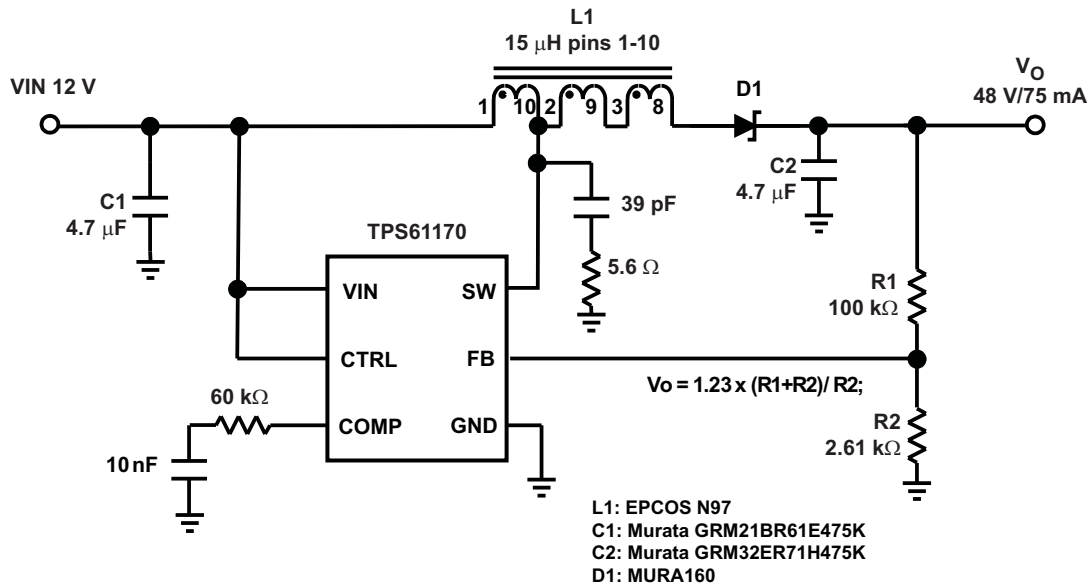 L1
15 μH pins 1-10
VIN 12 V
1
10
2
9
3
8
D1
VO
48 V/75 mA
C1
4.7 μF
C2
4.7 μF
39 pF
5.6 Ω
TPS61170
VIN
SW
CTRL
FB
COMP
GND
R1
100 kΩ
Vo = 1.23 x (R1+R2)/ R2;
60 kΩ
10 nF
R2
2.61 kΩ
L1: EPCOS N97
C1: Murata GRM21BR61E475K
C2: Murata GRM32ER71H475K
D1: MURA160